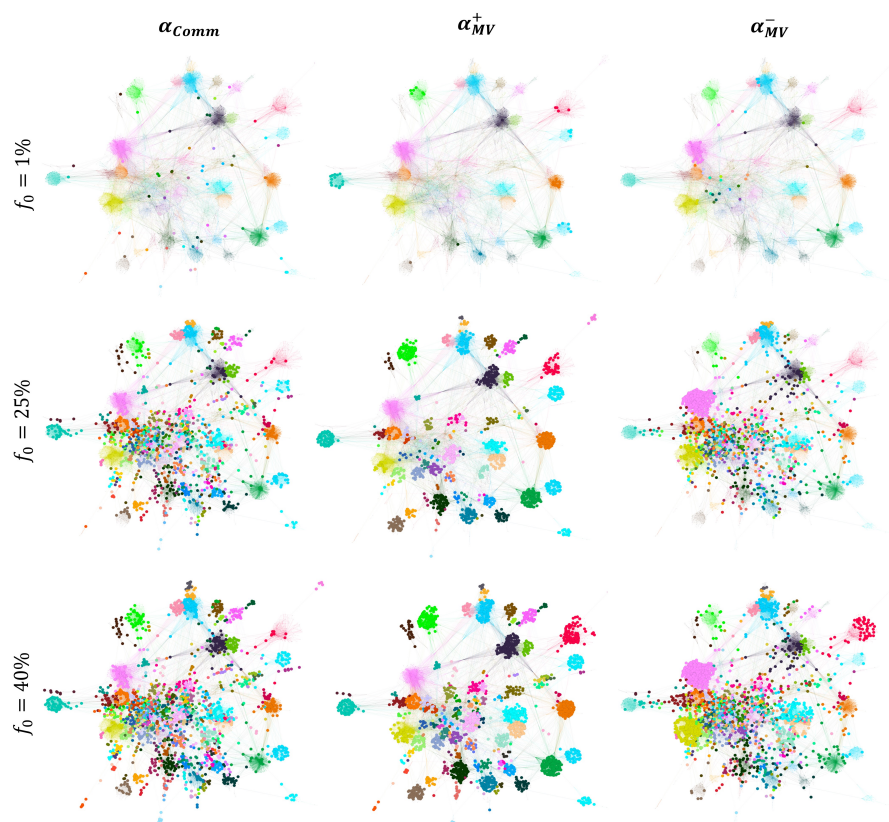 α_Comm α⁺_MV α⁻_MV
f₀ = 1%
f₀ = 25%
f₀ = 40%